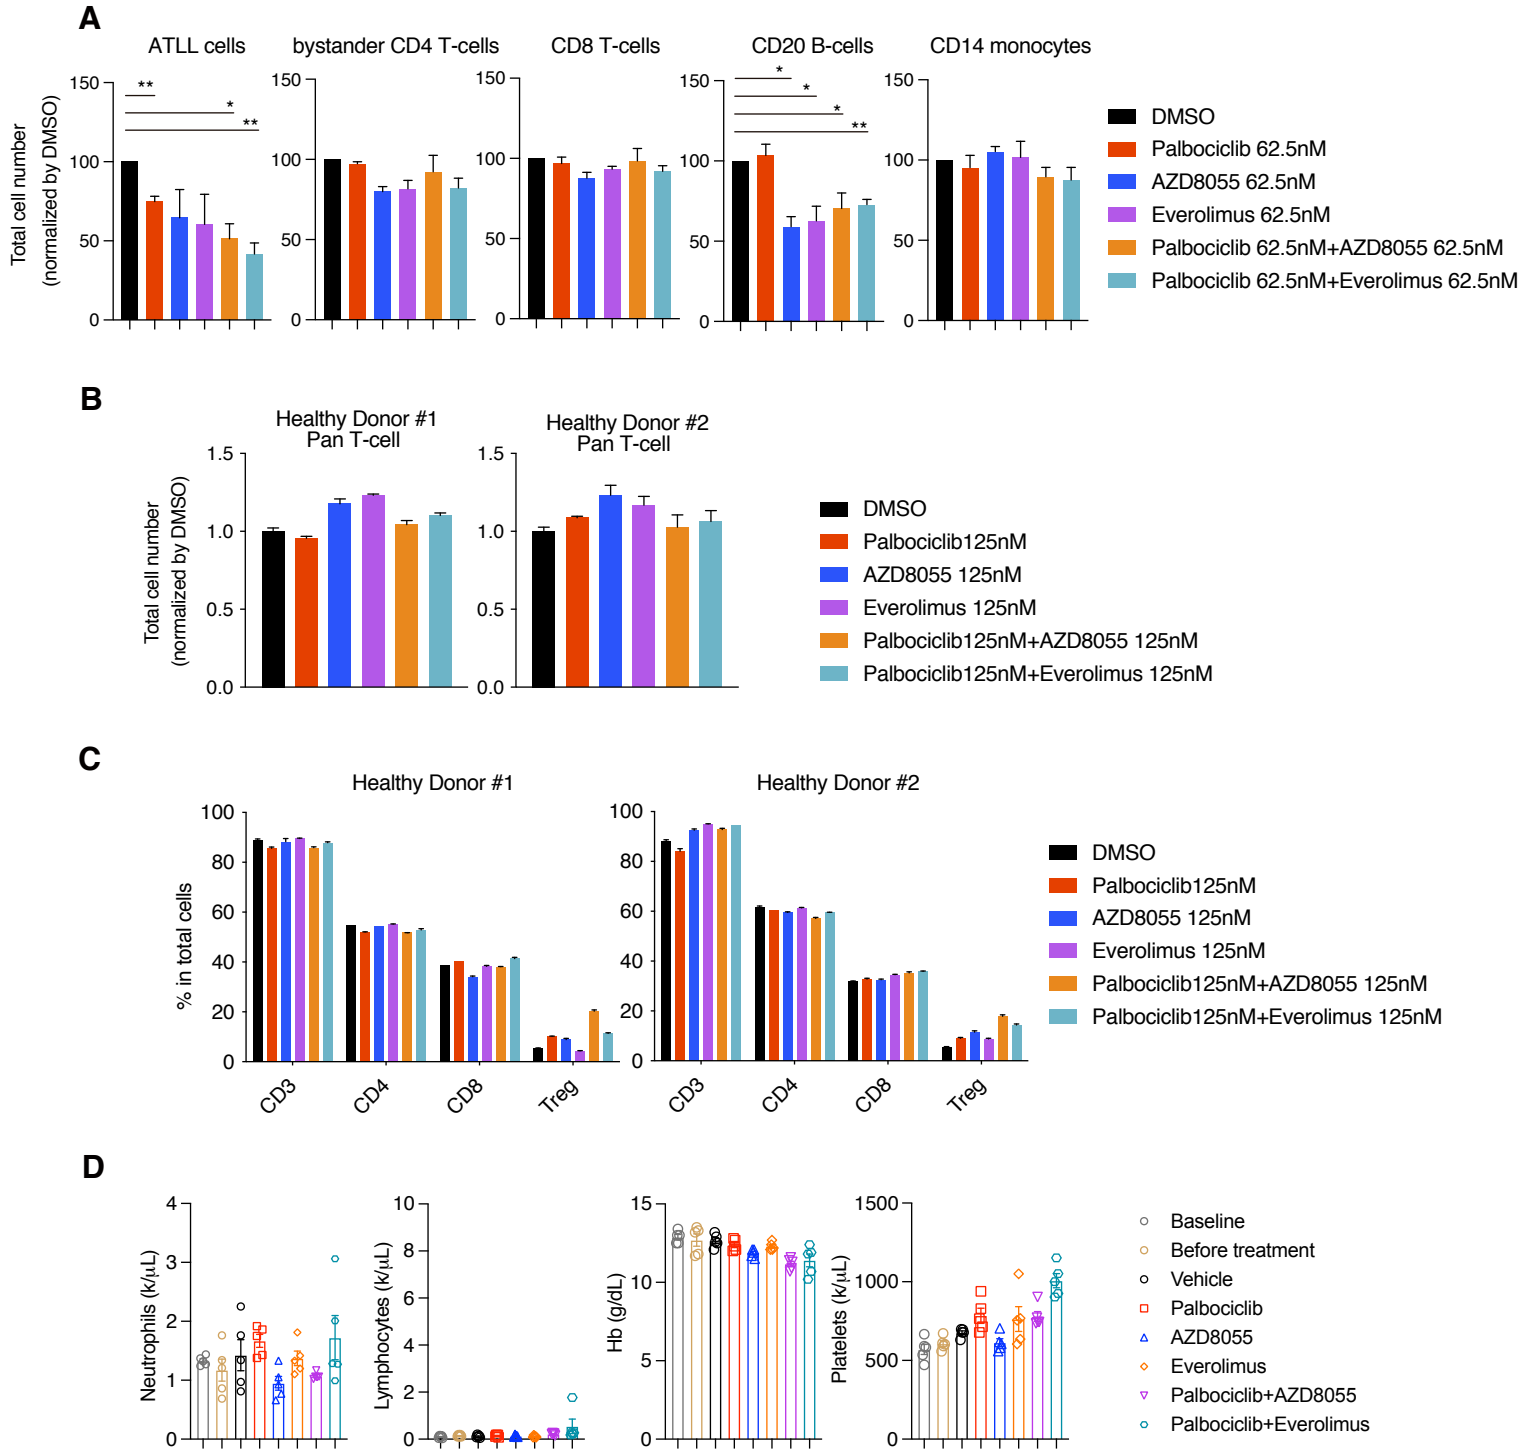 A
ATLL cells
bystander CD4 T-cells
CD8 T-cells
CD20 B-cells
CD14 monocytes
Total cell number
(normalized by DMSO)
150
100
50
0
**
*
**
150
100
50
0
150
100
50
0
150
100
50
0
*
*
*
**
150
100
50
0
DMSO
Palbociclib 62.5nM
AZD8055 62.5nM
Everolimus 62.5nM
Palbociclib 62.5nM+AZD8055 62.5nM
Palbociclib 62.5nM+Everolimus 62.5nM
B
Healthy Donor #1
Pan T-cell
Healthy Donor #2
Pan T-cell
Total cell number
(normalized by DMSO)
1.5
1.0
0.5
0.0
1.5
1.0
0.5
0.0
DMSO
Palbociclib125nM
AZD8055 125nM
Everolimus 125nM
Palbociclib125nM+AZD8055 125nM
Palbociclib125nM+Everolimus 125nM
C
Healthy Donor #1
Healthy Donor #2
% in total cells
100
80
60
40
20
0
CD3
CD4
CD8
Treg
100
80
60
40
20
0
CD3
CD4
CD8
Treg
DMSO
Palbociclib125nM
AZD8055 125nM
Everolimus 125nM
Palbociclib125nM+AZD8055 125nM
Palbociclib125nM+Everolimus 125nM
D
Neutrophils (k/μL)
4
3
2
1
0
Lymphocytes (k/μL)
10
8
6
4
2
0
Hb (g/dL)
15
10
5
0
Platelets (k/μL)
1500
1000
500
0
Baseline
Before treatment
Vehicle
Palbociclib
AZD8055
Everolimus
Palbociclib+AZD8055
Palbociclib+Everolimus